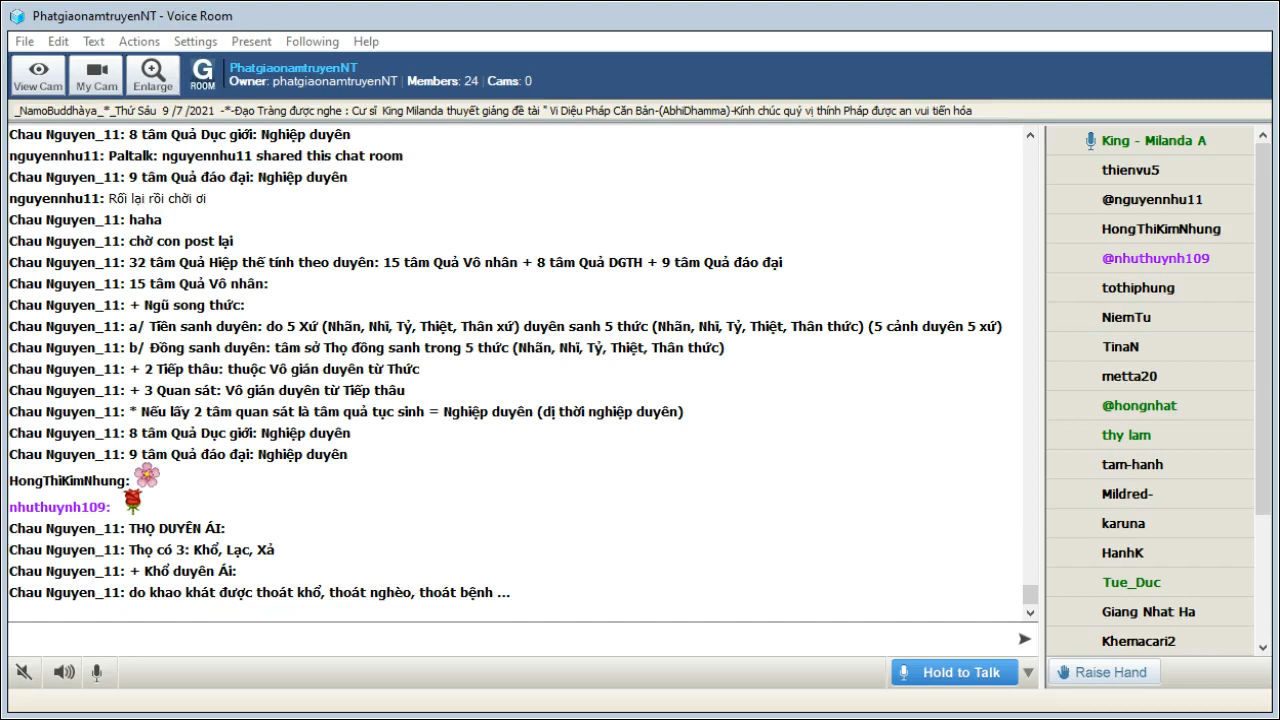 PhatgiaonamtruyenNT - Voice Room
File Edit Text Actions Settings Present Following Help
View Cam My Cam Enlarge G ROOM
PhatgiaonamtruyenNT
Owner: phatgiaonamtruyenNT | Members: 24 | Cams: 0
_NamoBuddhàya_*_Thứ Sáu 9 /7 /2021 -*-Đạo Tràng được nghe : Cư sĩ King Milanda thuyết giảng đề tài " Vi Diệu Pháp Căn Bản-(AbhiDhamma)-Kính chúc quý vị thính Pháp được an vui tiến hóa
Chau Nguyen_11: 8 tâm Quả Dục giới: Nghiệp duyên
nguyennhu11: Paltalk: nguyennhu11 shared this chat room
Chau Nguyen_11: 9 tâm Quả đáo đại: Nghiệp duyên
nguyennhu11: Rối lại rồi chời ơi
Chau Nguyen_11: haha
Chau Nguyen_11: chờ con post lại
Chau Nguyen_11: 32 tâm Quả Hiệp thế tính theo duyên: 15 tâm Quả Vô nhân + 8 tâm Quả DGTH + 9 tâm Quả đáo đại
Chau Nguyen_11: 15 tâm Quả Vô nhân:
Chau Nguyen_11: + Ngũ song thức:
Chau Nguyen_11: a/ Tiền sanh duyên: do 5 Xứ (Nhãn, Nhĩ, Tỷ, Thiệt, Thân xứ) duyên sanh 5 thức (Nhãn, Nhĩ, Tỷ, Thiệt, Thân thức) (5 cảnh duyên 5 xứ)
Chau Nguyen_11: b/ Đồng sanh duyên: tâm sở Thọ đồng sanh trong 5 thức (Nhãn, Nhĩ, Tỷ, Thiệt, Thân thức)
Chau Nguyen_11: + 2 Tiếp thâu: thuộc Vô gián duyên từ Thức
Chau Nguyen_11: + 3 Quan sát: Vô gián duyên từ Tiếp thâu
Chau Nguyen_11: * Nếu lấy 2 tâm quan sát là tâm quả tục sinh = Nghiệp duyên (dị thời nghiệp duyên)
Chau Nguyen_11: 8 tâm Quả Dục giới: Nghiệp duyên
Chau Nguyen_11: 9 tâm Quả đáo đại: Nghiệp duyên
HongThiKimNhung:
nhuthuynh109:
Chau Nguyen_11: THỌ DUYÊN ÁI:
Chau Nguyen_11: Thọ có 3: Khổ, Lạc, Xả
Chau Nguyen_11: + Khổ duyên Ái:
Chau Nguyen_11: do khao khát được thoát khổ, thoát nghèo, thoát bệnh ...
Hold to Talk
King - Milanda A
thienvu5
@nguyennhu11
HongThiKimNhung
@nhuthuynh109
tothiphung
NiemTu
TinaN
metta20
@hongnhat
thy lam
tam-hanh
Mildred-
karuna
HanhK
Tue_Duc
Giang Nhat Ha
Khemacari2
Raise Hand